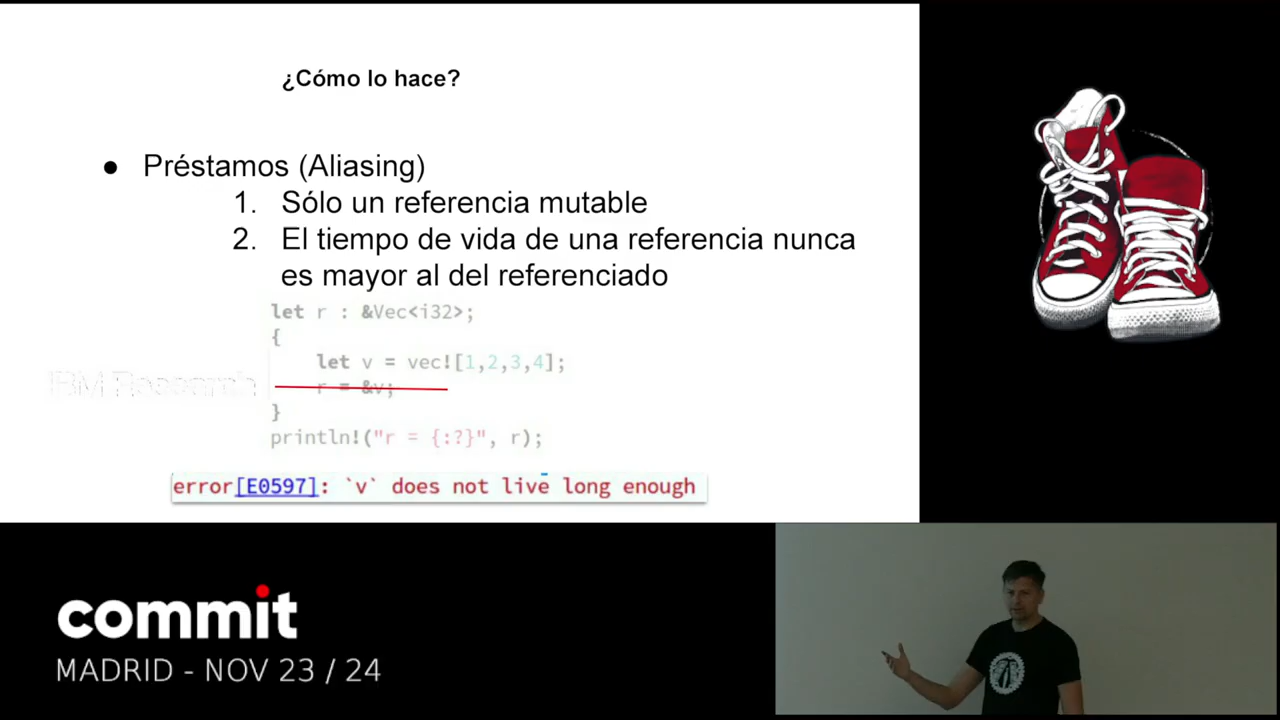 ¿Cómo lo hace?
● Préstamos (Aliasing)
1. Sólo un referencia mutable
2. El tiempo de vida de una referencia nunca
es mayor al del referenciado
let r : &Vec<i32>;
{
let v = vec![1,2,3,4];
IBM Research
r = &v;
}
println!("r = {:?}", r);
error[E0597]: `v` does not live long enough
commit
MADRID - NOV 23 / 24